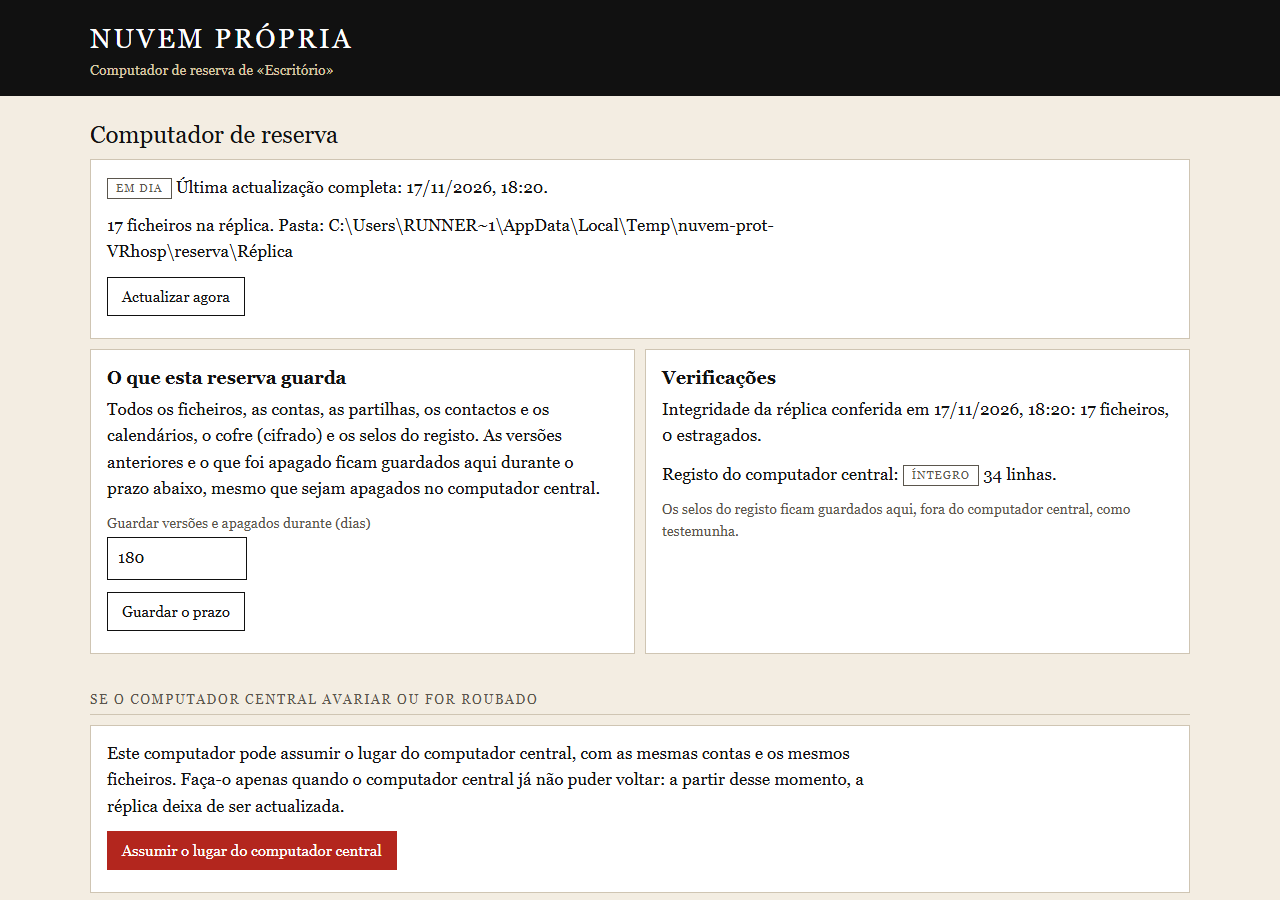 NUVEM PRÓPRIA
Computador de reserva de «Escritório»
Computador de reserva
EM DIA Última actualização completa: 17/11/2026, 18:20.
17 ficheiros na réplica. Pasta: C:\Users\RUNNER~1\AppData\Local\Temp\nuvem-prot-
VRhosp\reserva\Réplica
Actualizar agora
O que esta reserva guarda
Todos os ficheiros, as contas, as partilhas, os contactos e os
calendários, o cofre (cifrado) e os selos do registo. As versões
anteriores e o que foi apagado ficam guardados aqui durante o
prazo abaixo, mesmo que sejam apagados no computador central.
Guardar versões e apagados durante (dias)
180
Guardar o prazo
Verificações
Integridade da réplica conferida em 17/11/2026, 18:20: 17 ficheiros,
0 estragados.
Registo do computador central: ÍNTEGRO 34 linhas.
Os selos do registo ficam guardados aqui, fora do computador central, como
testemunha.
SE O COMPUTADOR CENTRAL AVARIAR OU FOR ROUBADO
Este computador pode assumir o lugar do computador central, com as mesmas contas e os mesmos
ficheiros. Faça-o apenas quando o computador central já não puder voltar: a partir desse momento, a
réplica deixa de ser actualizada.
Assumir o lugar do computador central